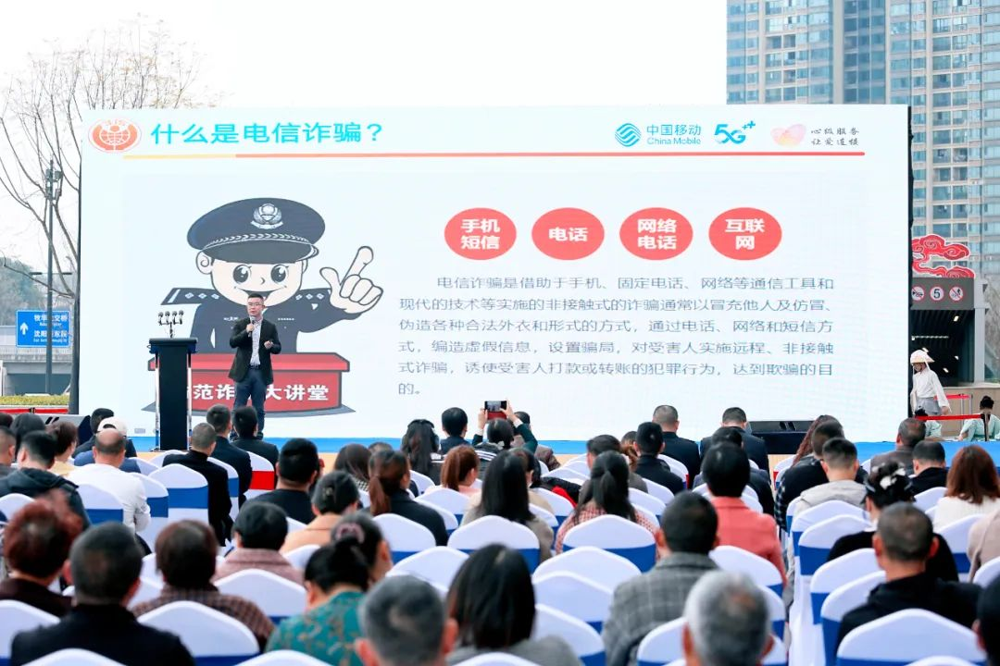 什么是电信诈骗？
中国移动
China Mobile
5G++
心级服务
让爱连接
手机
短信
电话
网络
电话
互联
网
电信诈骗是借助于手机、固定电话、网络等通信工具和
现代的技术等实施的非接触式的诈骗通常以冒充他人及仿冒、
伪造各种合法外衣和形式的方式，通过电话、网络和短信方
式，编造虚假信息，设置骗局，对受害人实施远程、非接触
式诈骗，诱使受害人打款或转账的犯罪行为，达到欺骗的目
的。
范诈
大讲堂
5